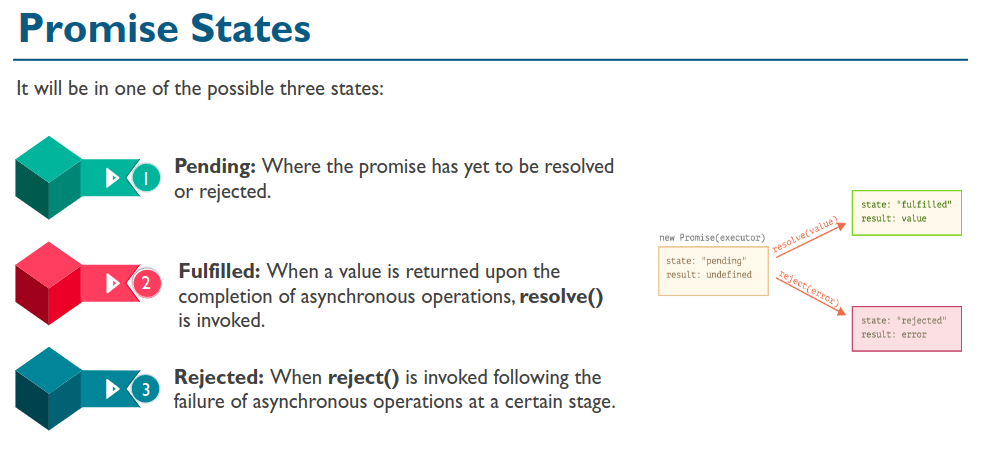 Promise States
It will be in one of the possible three states:
1
Pending: Where the promise has yet to be resolved
or rejected.
2
Fulfilled: When a value is returned upon the
completion of asynchronous operations, resolve()
is invoked.
3
Rejected: When reject() is invoked following the
failure of asynchronous operations at a certain stage.
new Promise(executor)
state: "pending"
result: undefined
resolve(value)
reject(error)
state: "fulfilled"
result: value
state: "rejected"
result: error